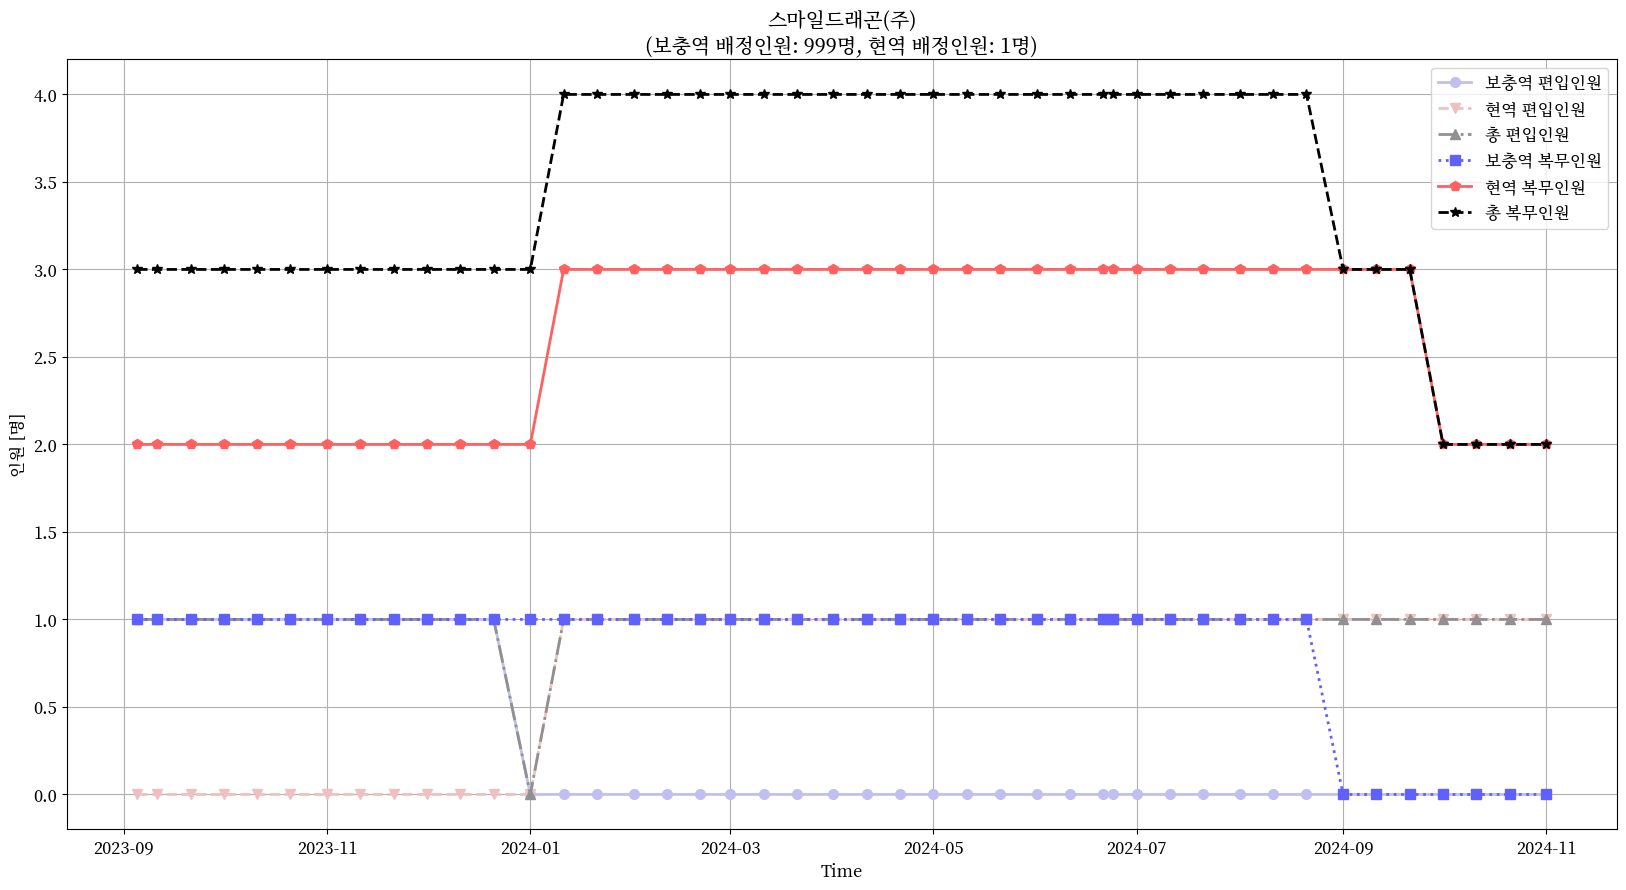 스마일드래곤(주)
(보충역 배정인원: 999명, 현역 배정인원: 1명)
보충역 편입인원
현역 편입인원
총 편입인원
보충역 복무인원
현역 복무인원
총 복무인원
인원 [명]
4.0
3.5
3.0
2.5
2.0
1.5
1.0
0.5
0.0
2023-09 2023-11 2024-01 2024-03 2024-05 2024-07 2024-09 2024-11
Time